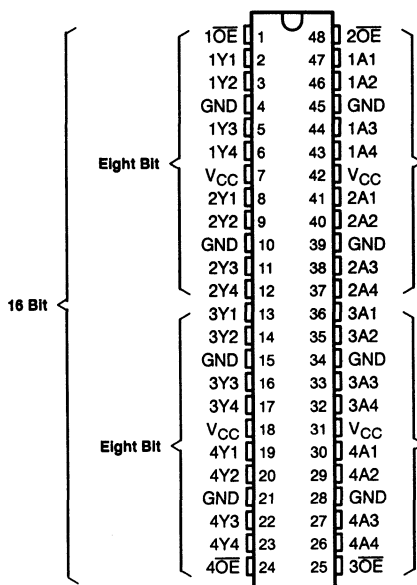 1O̅E̅ 1 48 2O̅E̅
1Y1 2 47 1A1
1Y2 3 46 1A2
GND 4 45 GND
1Y3 5 44 1A3
1Y4 6 43 1A4
Eight Bit
VCC 7 42 VCC
2Y1 8 41 2A1
2Y2 9 40 2A2
GND 10 39 GND
2Y3 11 38 2A3
2Y4 12 37 2A4
16 Bit
3Y1 13 36 3A1
3Y2 14 35 3A2
GND 15 34 GND
3Y3 16 33 3A3
3Y4 17 32 3A4
VCC 18 31 VCC
Eight Bit
4Y1 19 30 4A1
4Y2 20 29 4A2
GND 21 28 GND
4Y3 22 27 4A3
4Y4 23 26 4A4
4O̅E̅ 24 25 3O̅E̅